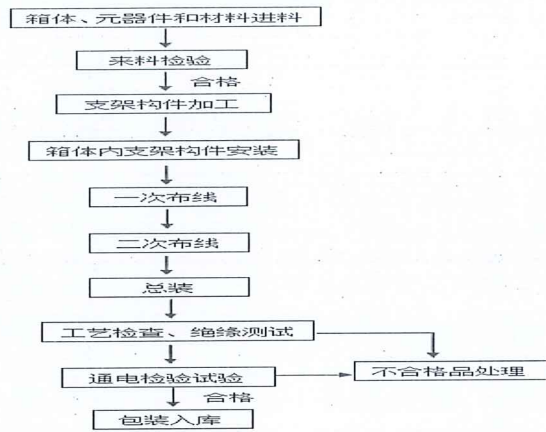 箱体、元器件和材料进料
来料检验
合格
支架构件加工
箱体内支架构件安装
一次布线
二次布线
总装
工艺检查、绝缘测试
通电检验试验
不合格品处理
合格
包装入库